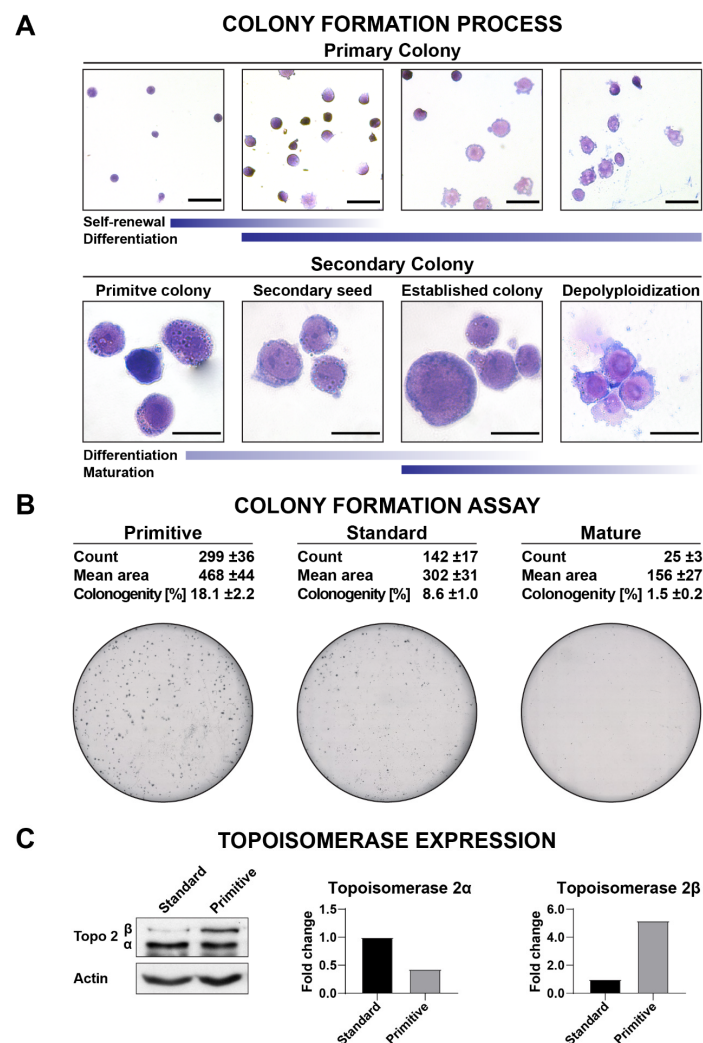 A
COLONY FORMATION PROCESS
Primary Colony
Self-renewal
Differentiation
Secondary Colony
Primitve colony
Secondary seed
Established colony
Depolyploidization
Differentiation
Maturation
B
COLONY FORMATION ASSAY
Primitive
Count 299 ±36
Mean area 468 ±44
Colonogenity [%] 18.1 ±2.2
Standard
Count 142 ±17
Mean area 302 ±31
Colonogenity [%] 8.6 ±1.0
Mature
Count 25 ±3
Mean area 156 ±27
Colonogenity [%] 1.5 ±0.2
C
TOPOISOMERASE EXPRESSION
Standard
Primitive
Topo 2
β
α
Actin
Topoisomerase 2α
Fold change
1.5
1.0
0.5
0.0
Standard
Primitive
Topoisomerase 2β
Fold change
6.0
4.0
2.0
0.0
Standard
Primitive